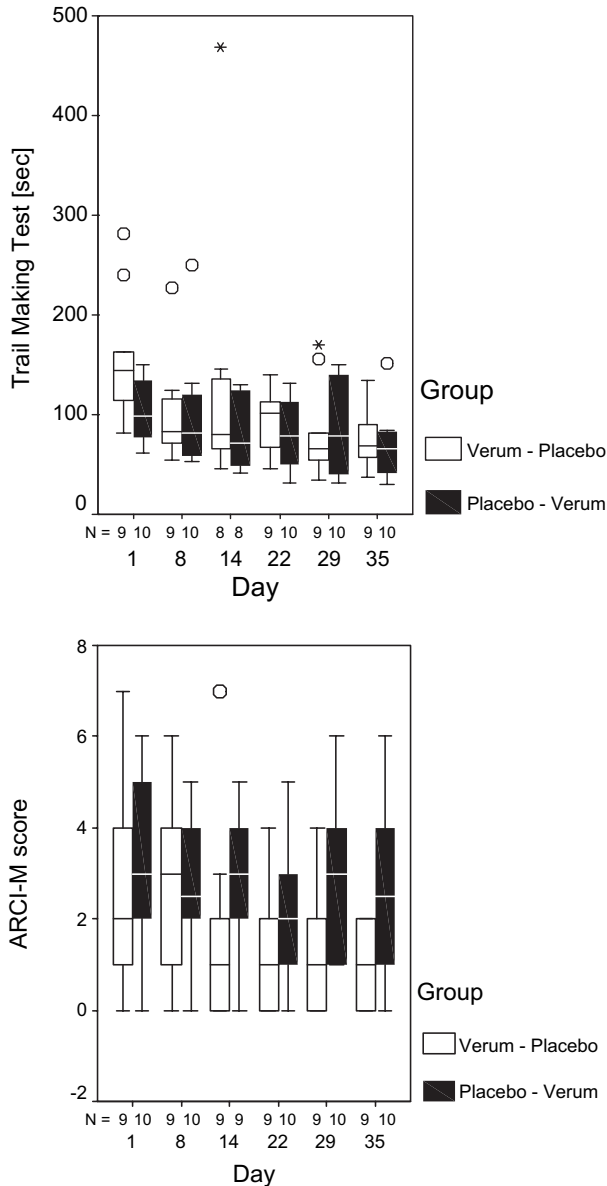 500
400
300
200
100
0
Trail Making Test [sec]
N = 9 10 9 10 8 8 9 10 9 10 9 10
1 8 14 22 29 35
Day
Group
Verum - Placebo
Placebo - Verum
8
6
4
2
0
-2
ARCI-M score
N = 9 10 9 10 9 9 9 10 9 10 9 10
1 8 14 22 29 35
Day
Group
Verum - Placebo
Placebo - Verum